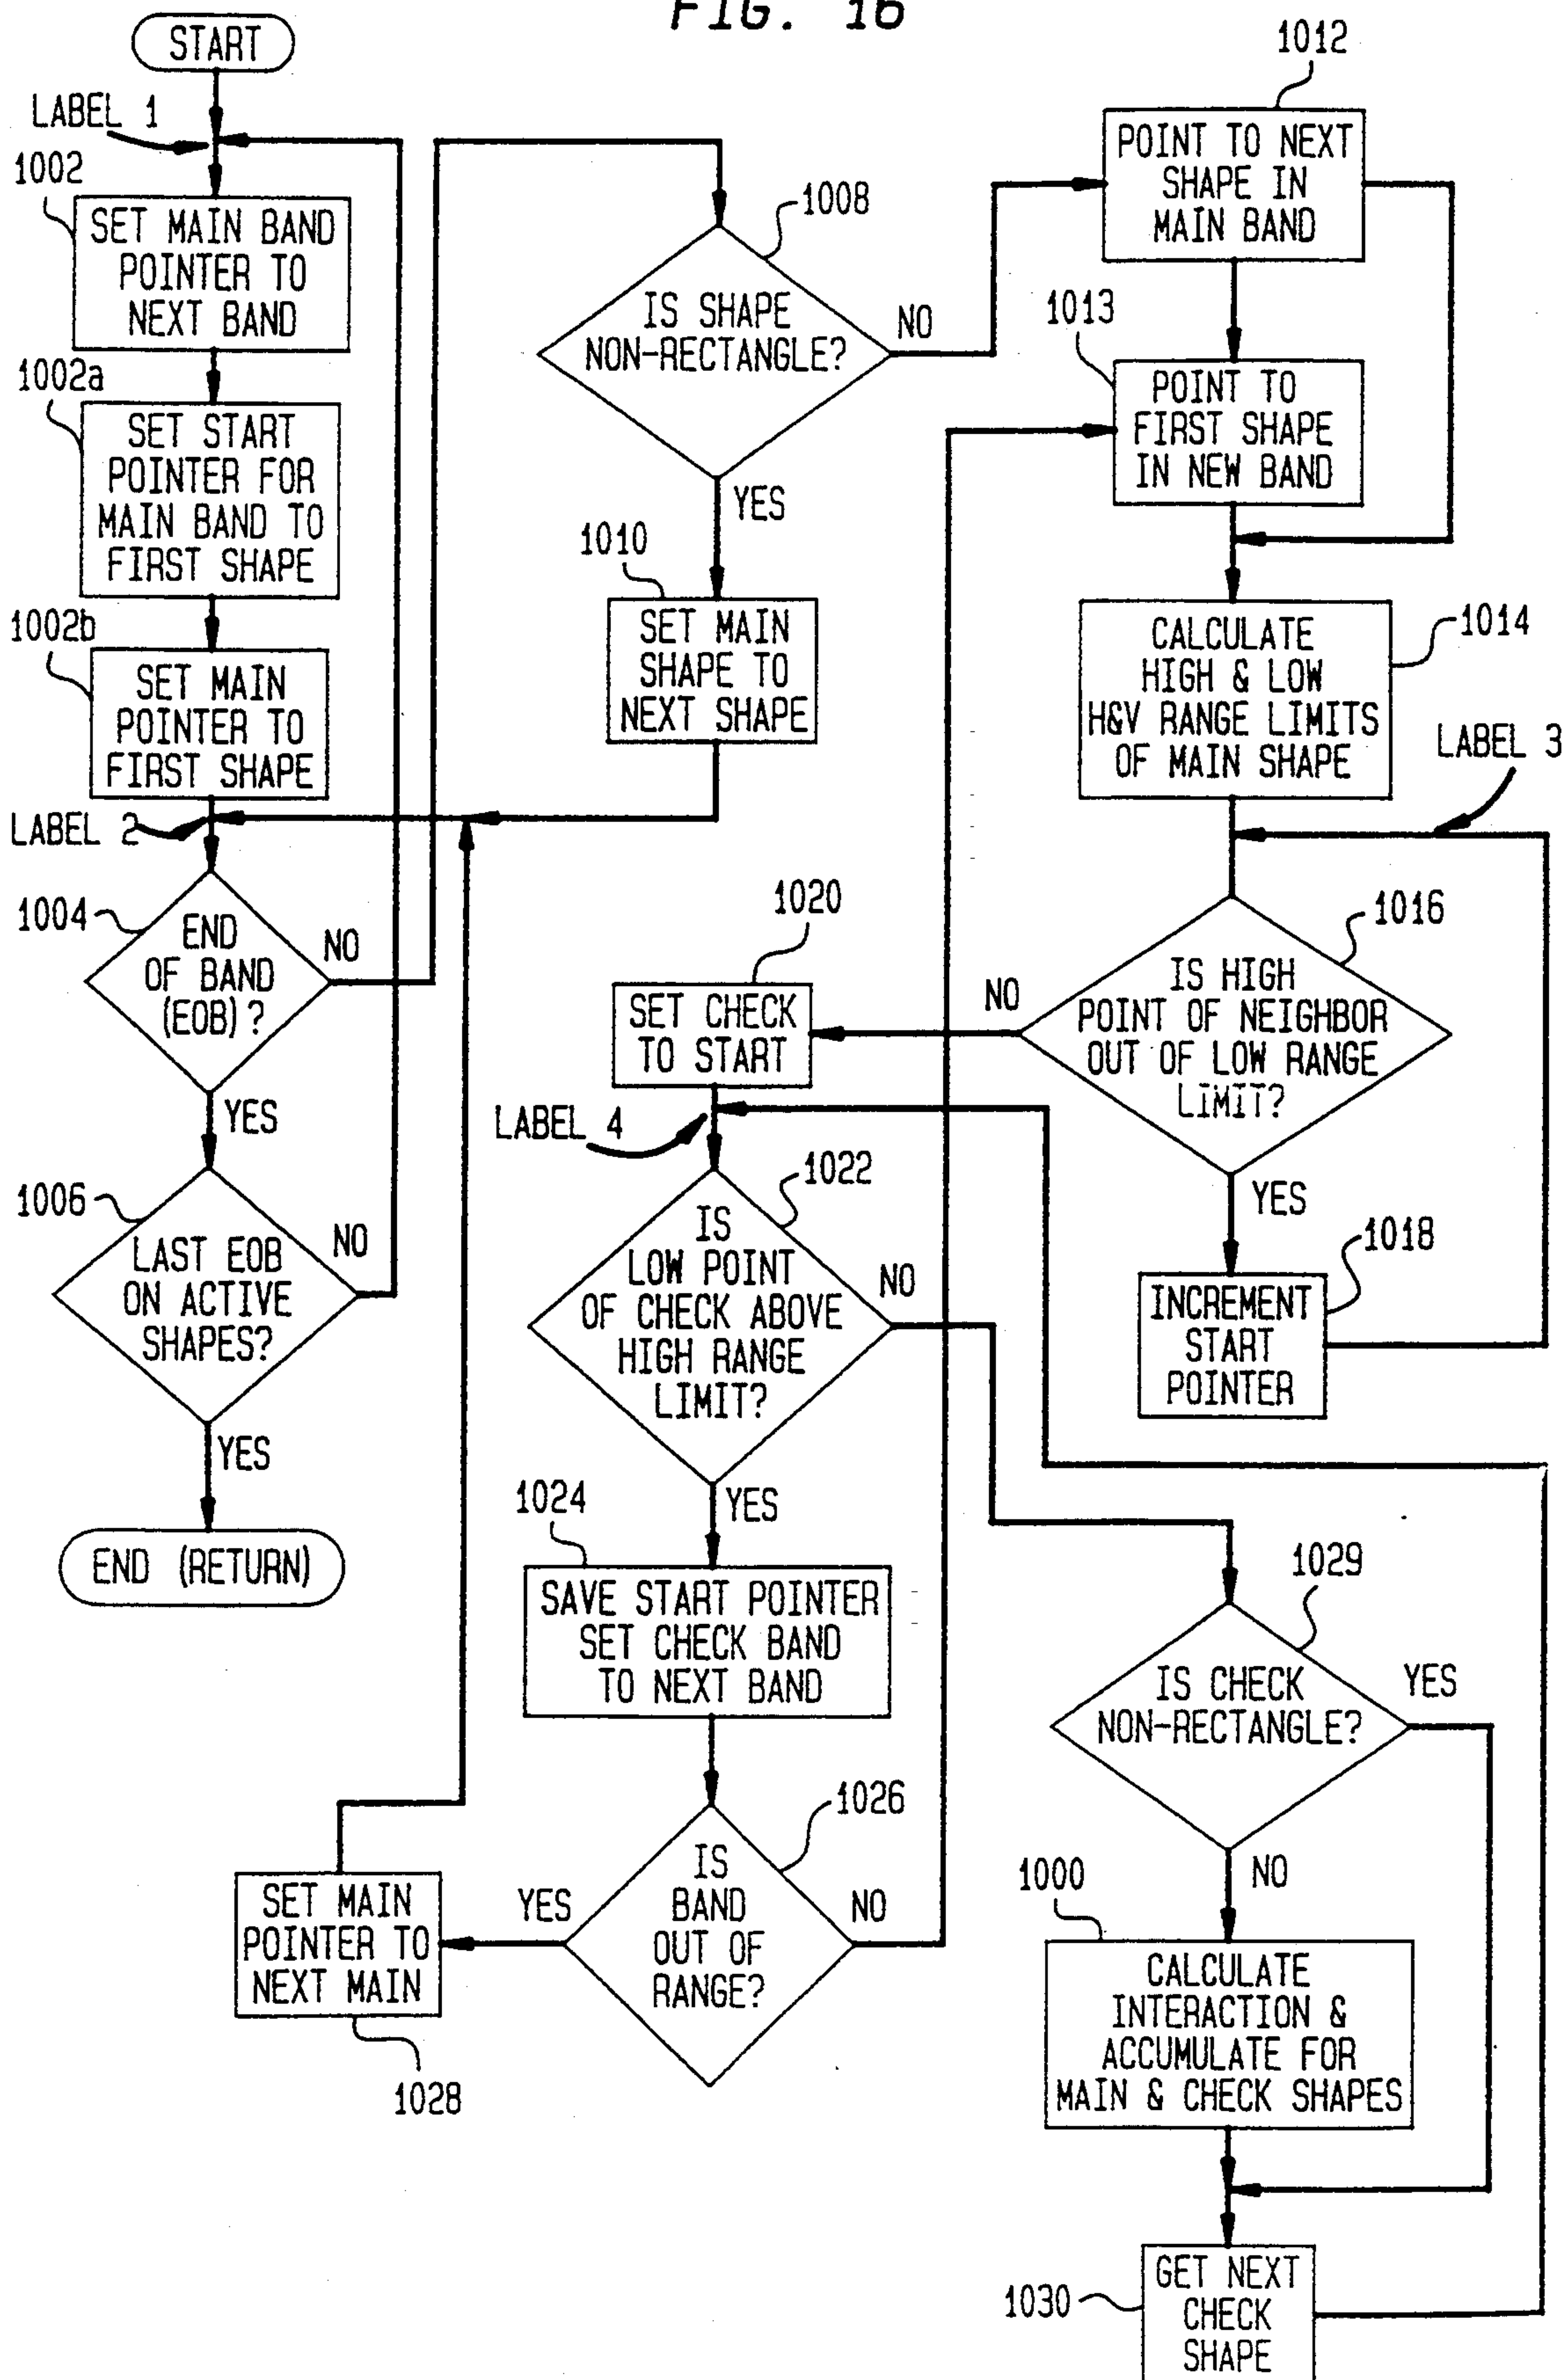 FIG. 16
START
LABEL 1
1002
SET MAIN BAND
POINTER TO
NEXT BAND
1002a
SET START
POINTER FOR
MAIN BAND TO
FIRST SHAPE
1002b
SET MAIN
POINTER TO
FIRST SHAPE
LABEL 2
1004
END
OF BAND
(EOB)?
NO
YES
1006
LAST EOB
ON ACTIVE
SHAPES?
NO
YES
END (RETURN)
1008
IS SHAPE
NON-RECTANGLE?
NO
YES
1010
SET MAIN
SHAPE TO
NEXT SHAPE
1012
POINT TO NEXT
SHAPE IN
MAIN BAND
1013
POINT TO
FIRST SHAPE
IN NEW BAND
1014
CALCULATE
HIGH & LOW
H&V RANGE LIMITS
OF MAIN SHAPE
LABEL 3
1016
IS HIGH
POINT OF NEIGHBOR
OUT OF LOW RANGE
LIMIT?
NO
YES
1018
INCREMENT
START
POINTER
1020
SET CHECK
TO START
LABEL 4
1022
IS
LOW POINT
OF CHECK ABOVE
HIGH RANGE
LIMIT?
NO
YES
1024
SAVE START POINTER
SET CHECK BAND
TO NEXT BAND
1026
IS
BAND
OUT OF
RANGE?
YES
NO
SET MAIN
POINTER TO
NEXT MAIN
1028
1029
IS CHECK
NON-RECTANGLE?
YES
NO
1000
CALCULATE
INTERACTION &
ACCUMULATE FOR
MAIN & CHECK SHAPES
1030
GET NEXT
CHECK
SHAPE